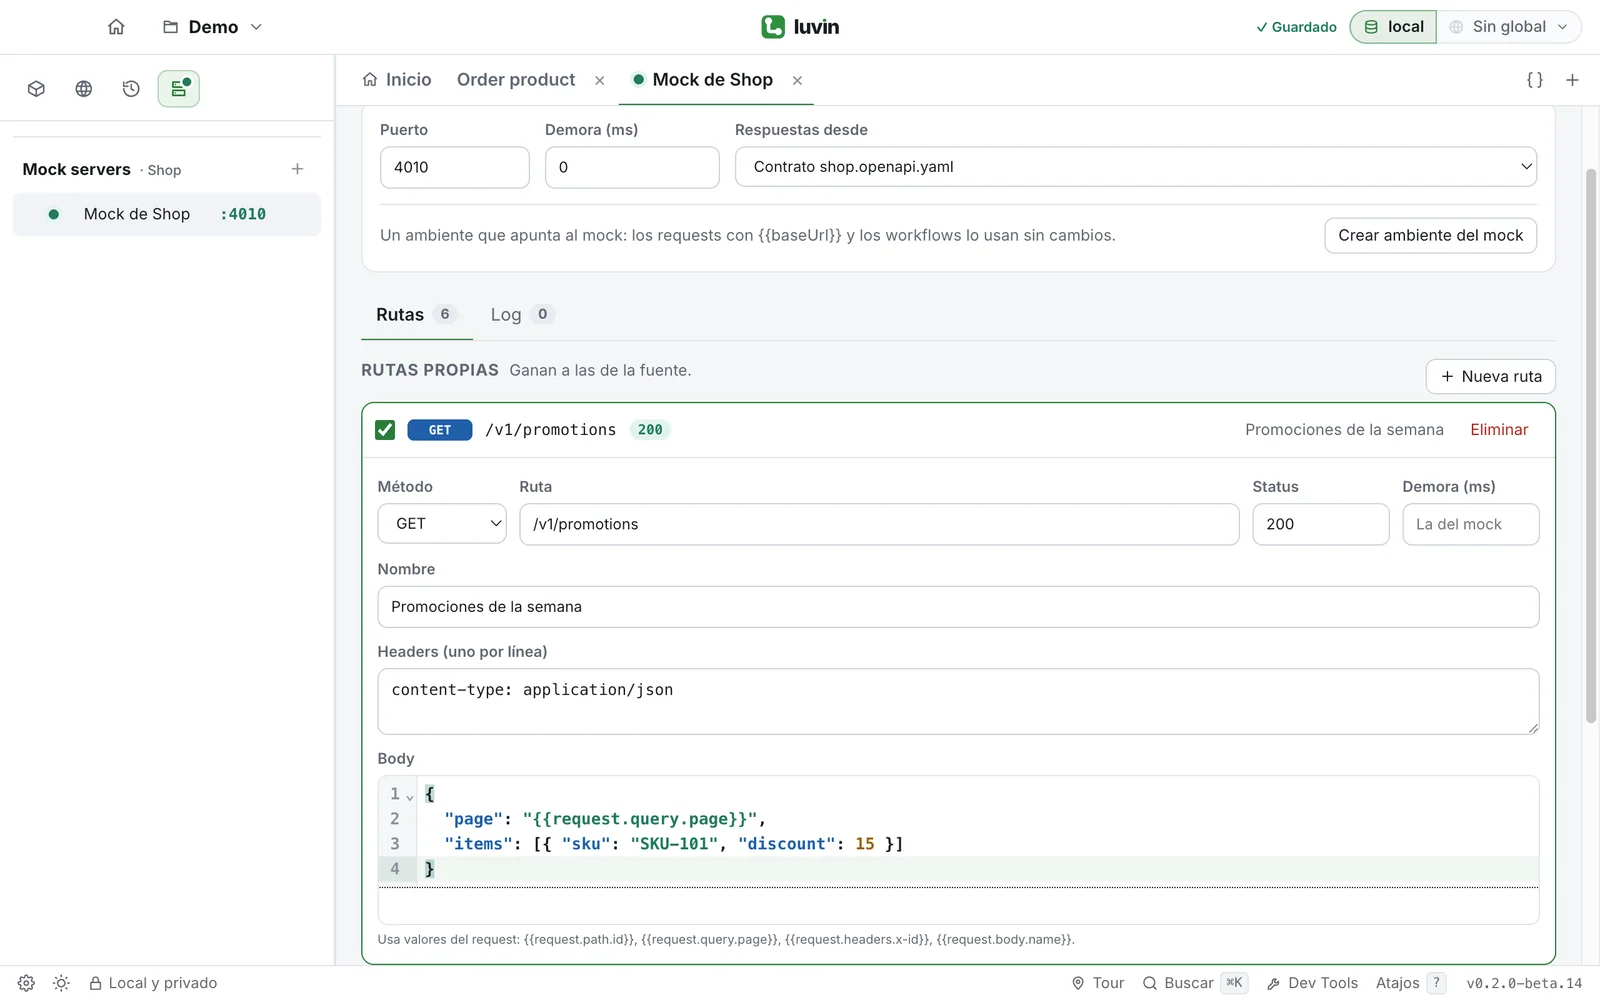 Demo
luvin
Guardado
local
Sin global
Inicio
Order product
Mock de Shop
{}
Mock servers · Shop
Mock de Shop :4010
Puerto
Demora (ms)
Respuestas desde
4010
0
Contrato shop.openapi.yaml
Un ambiente que apunta al mock: los requests con {{baseUrl}} y los workflows lo usan sin cambios.
Crear ambiente del mock
Rutas 6
Log 0
RUTAS PROPIAS Ganan a las de la fuente.
+ Nueva ruta
GET /v1/promotions 200
Promociones de la semana
Eliminar
Método
Ruta
Status
Demora (ms)
GET
/v1/promotions
200
La del mock
Nombre
Promociones de la semana
Headers (uno por línea)
content-type: application/json
Body
1 {
2 "page": "{{request.query.page}}",
3 "items": [{ "sku": "SKU-101", "discount": 15 }]
4 }
Usa valores del request: {{request.path.id}}, {{request.query.page}}, {{request.headers.x-id}}, {{request.body.name}}.
Local y privado
Tour
Buscar ⌘K
Dev Tools
Atajos ?
v0.2.0-beta.14